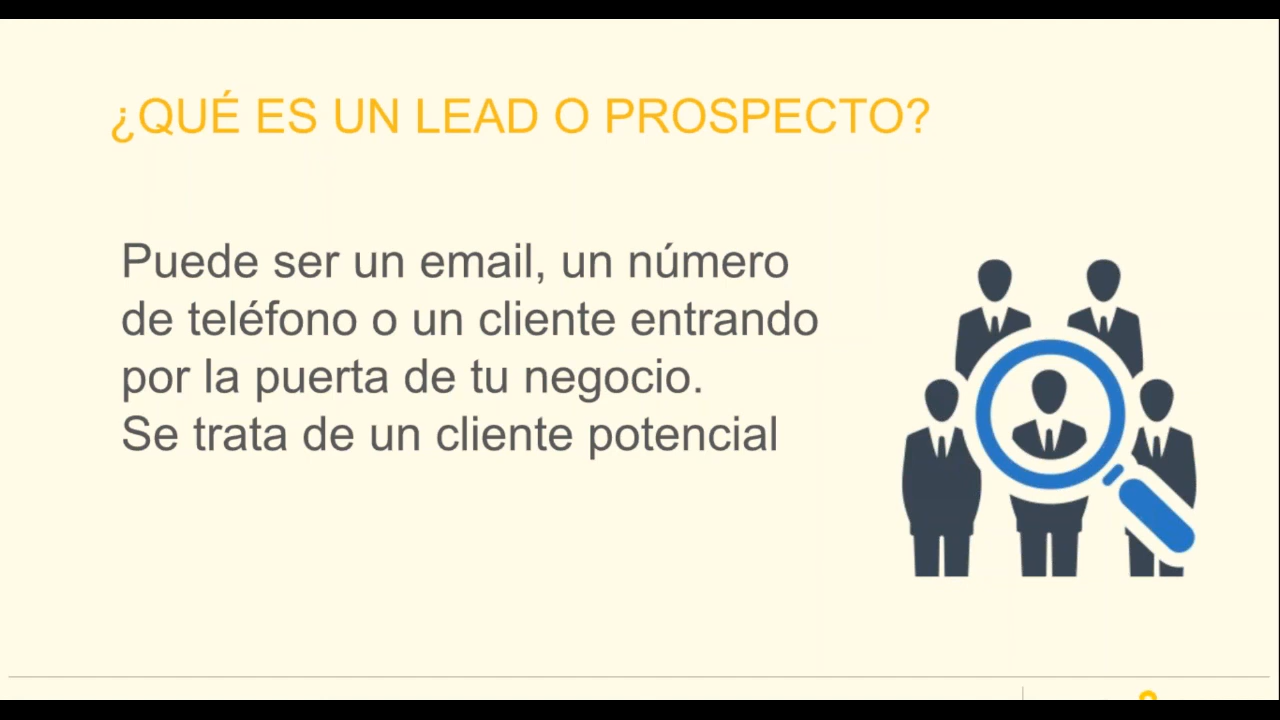 ¿QUÉ ES UN LEAD O PROSPECTO?
Puede ser un email, un número
de teléfono o un cliente entrando
por la puerta de tu negocio.
Se trata de un cliente potencial